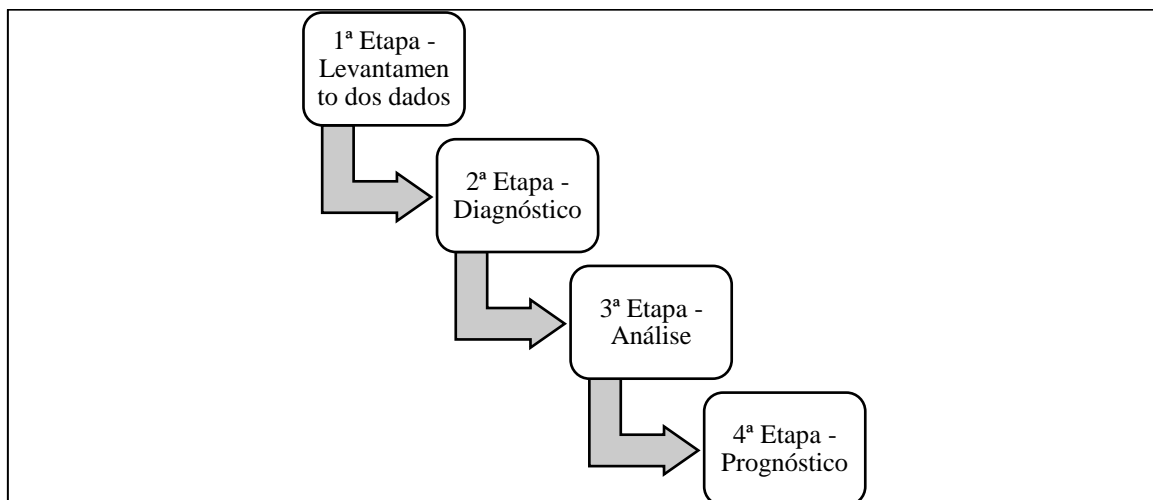 1ª Etapa -
Levantamen
to dos dados
2ª Etapa -
Diagnóstico
3ª Etapa -
Análise
4ª Etapa -
Prognóstico